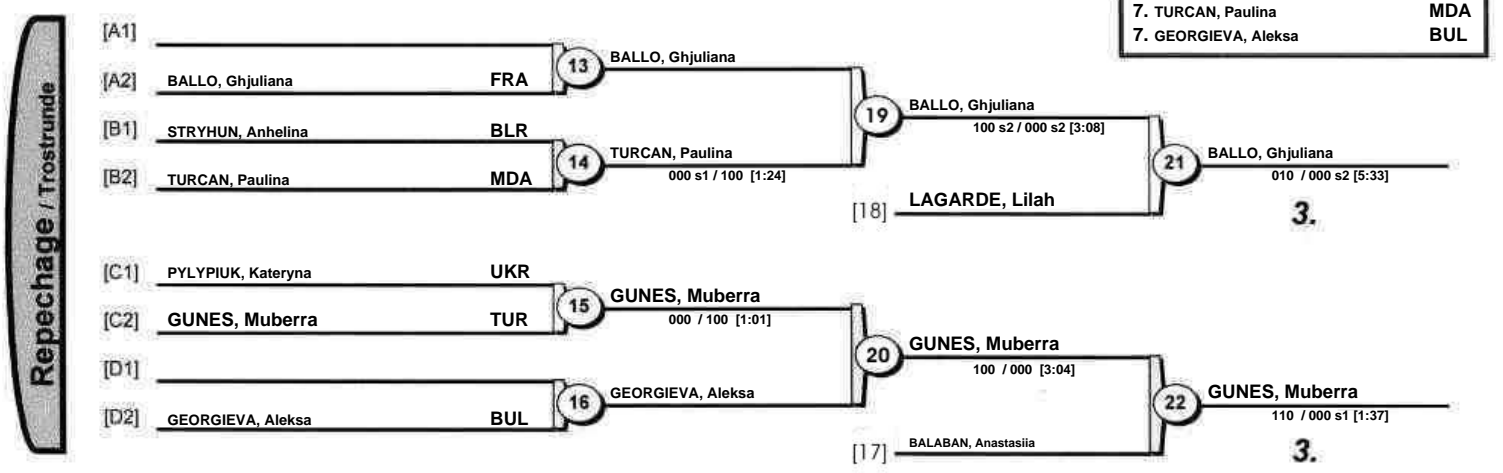 7. TURCAN, Paulina MDA
7. GEORGIEVA, Aleksa BUL
Repechage / Trostrunde
[A1]
[A2] BALLO, Ghjuliana FRA
13 BALLO, Ghjuliana
[B1] STRYHUN, Anhelina BLR
[B2] TURCAN, Paulina MDA
14 TURCAN, Paulina
000 s1 / 100 [1:24]
19 BALLO, Ghjuliana
100 s2 / 000 s2 [3:08]
[18] LAGARDE, Lilah
21 BALLO, Ghjuliana
010 / 000 s2 [5:33]
3.
[C1] PYLYPIUK, Kateryna UKR
[C2] GUNES, Muberra TUR
15 GUNES, Muberra
000 / 100 [1:01]
[D1]
[D2] GEORGIEVA, Aleksa BUL
16 GEORGIEVA, Aleksa
20 GUNES, Muberra
100 / 000 [3:04]
[17] BALABAN, Anastasiia
22 GUNES, Muberra
110 / 000 s1 [1:37]
3.